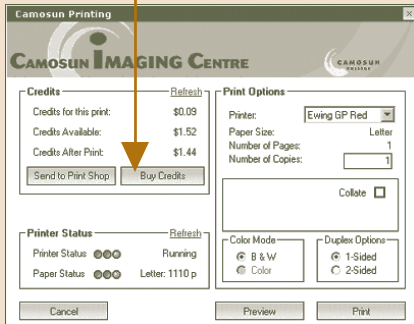 Camosun Printing
CAMOSUN IMAGING CENTRE
CAMOSUN
COLLEGE
Credits
Refresh
Credits for this print: $0.09
Credits Available: $1.52
Credits After Print: $1.44
Send to Print Shop
Buy Credits
Print Options
Printer: Ewing GP Red
Paper Size: Letter
Number of Pages: 1
Number of Copies: 1
Collate
Printer Status
Refresh
Printer Status Running
Paper Status Letter: 1110 p
Color Mode
B & W
Color
Duplex Options
1-Sided
2-Sided
Cancel
Preview
Print